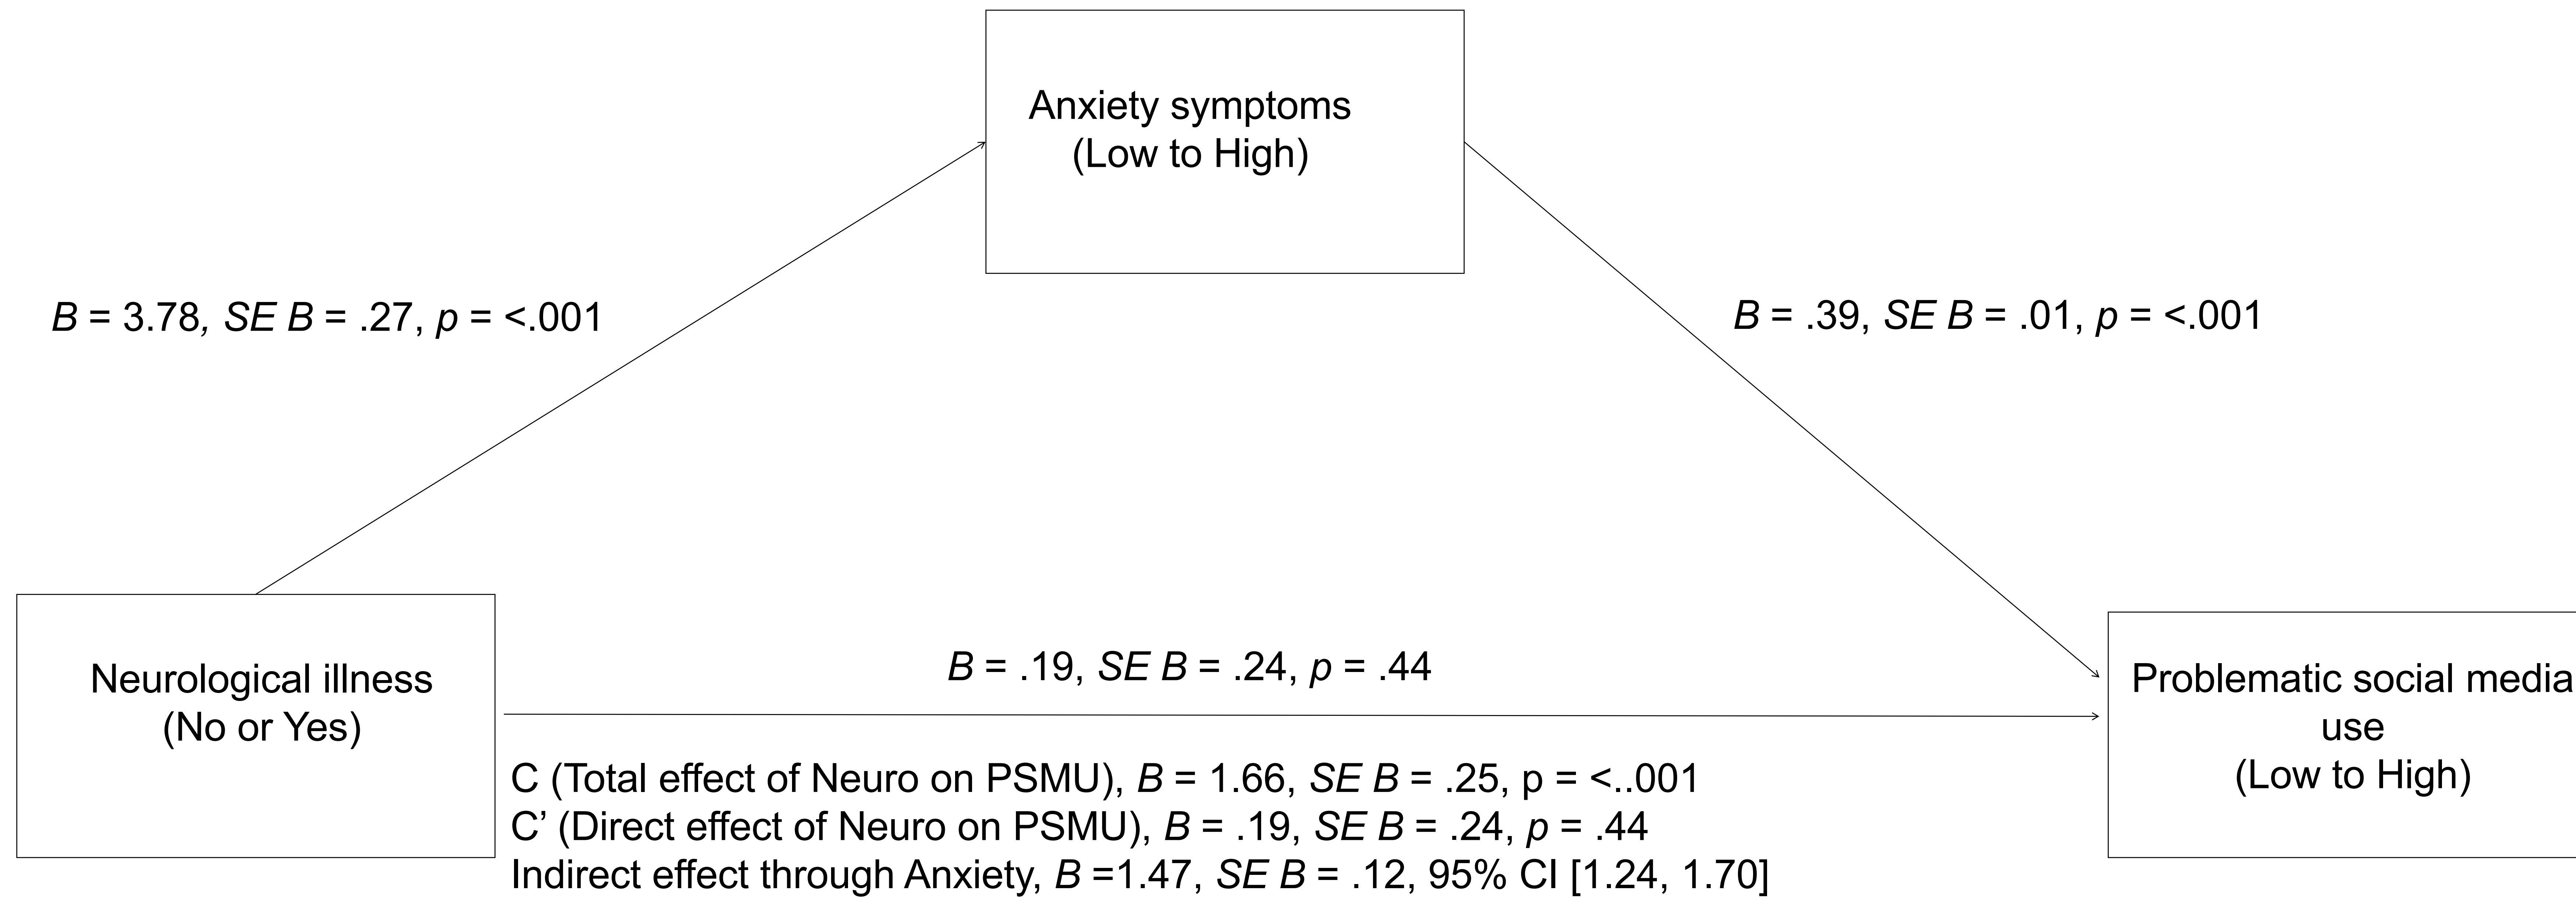 Anxiety symptoms
(Low to High)
B = 3.78, SE B = .27, p = <.001
B = .39, SE B = .01, p = <.001
Neurological illness
(No or Yes)
B = .19, SE B = .24, p = .44
Problematic social media
use
(Low to High)
C (Total effect of Neuro on PSMU), B = 1.66, SE B = .25, p = <..001
C’ (Direct effect of Neuro on PSMU), B = .19, SE B = .24, p = .44
Indirect effect through Anxiety, B =1.47, SE B = .12, 95% CI [1.24, 1.70]